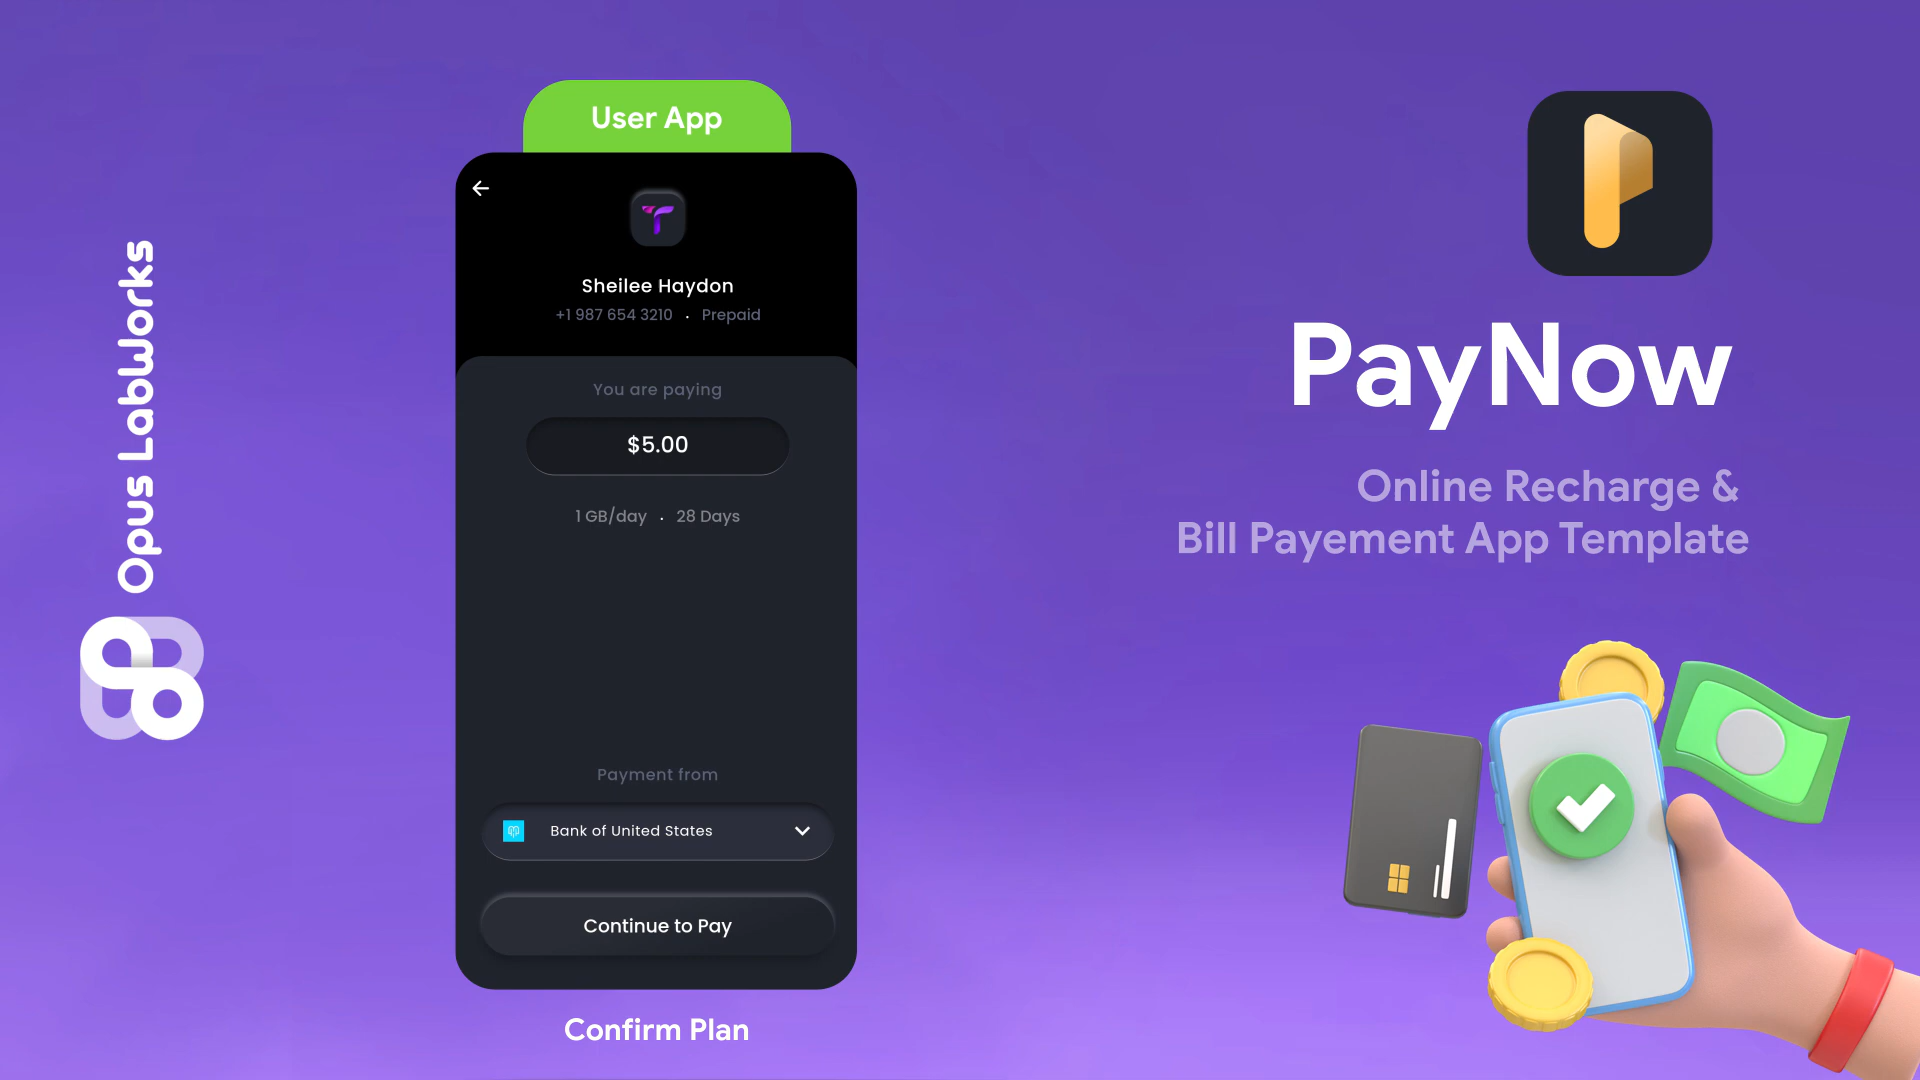 Opus LabWorks
User App
Sheilee Haydon
+1 987 654 3210 . Prepaid
You are paying
$5.00
1 GB/day . 28 Days
Payment from
Bank of United States
Continue to Pay
Confirm Plan
PayNow
Online Recharge &
Bill Payement App Template